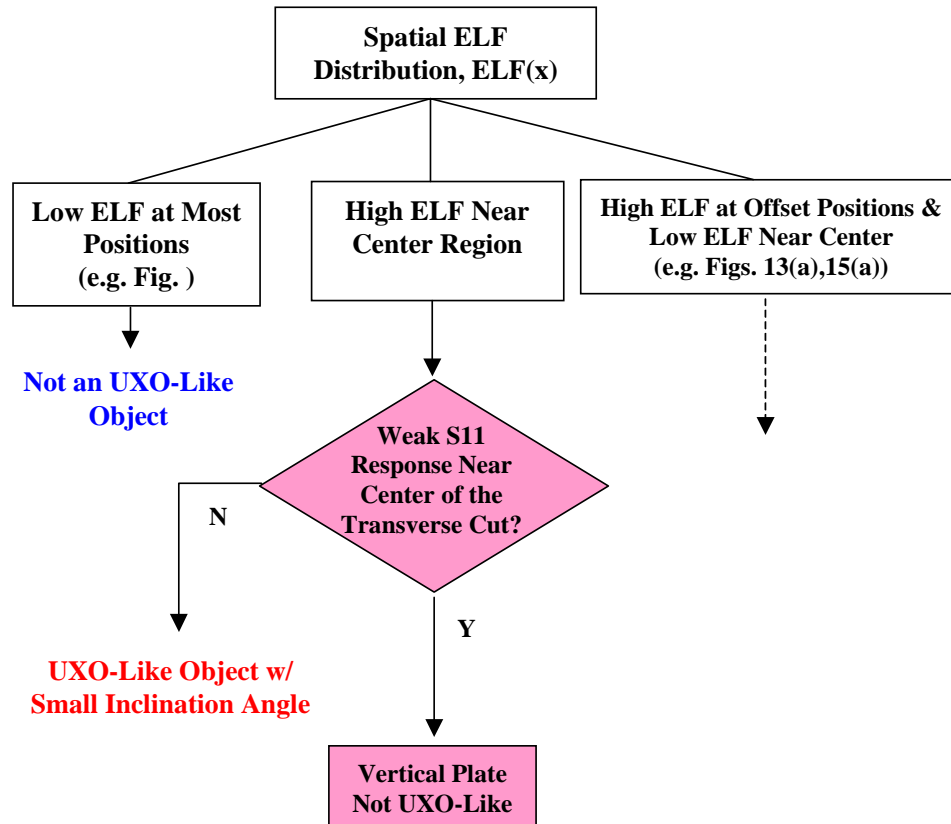 Spatial ELF
Distribution, ELF(x)
Low ELF at Most
Positions
(e.g. Fig. )
High ELF Near
Center Region
High ELF at Offset Positions &
Low ELF Near Center
(e.g. Figs. 13(a),15(a))
Not an UXO-Like
Object
Weak S11
Response Near
Center of the
Transverse Cut?
N
Y
UXO-Like Object w/
Small Inclination Angle
Vertical Plate
Not UXO-Like